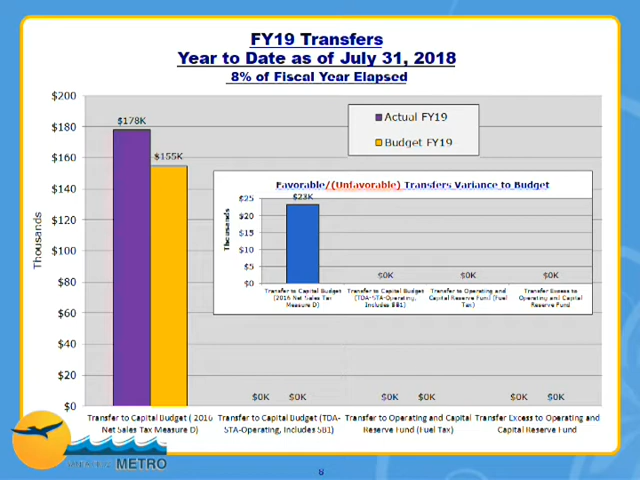 FY19 Transfers
Year to Date as of July 31, 2018
8% of Fiscal Year Elapsed
$200
$180
$160
$140
$120
$100
$80
$60
$40
$20
$0
Thousands
$178K
$155K
Actual FY19
Budget FY19
Favorable/(Unfavorable) Transfers Variance to Budget
$25
$20
$15
$10
$5
$0
Thousands
$23K
$0K
$0K
$0K
Transfer to Capital Budget
(2016 Net Sales Tax
Measure D)
Transfer to Capital Budget
(TDA-STA-Operating,
Includes SB1)
Transfer to Operating and
Capital Reserve Fund (Fuel
Tax)
Transfer Excess to
Operating and Capital
Reserve Fund
$0K $0K
$0K $0K
$0K $0K
Transfer to Capital Budget ( 2016
Net Sales Tax Measure D)
Transfer to Capital Budget (TDA-
STA-Operating, Includes SB1)
Transfer to Operating and Capital
Reserve Fund (Fuel Tax)
Transfer Excess to Operating and
Capital Reserve Fund
METRO